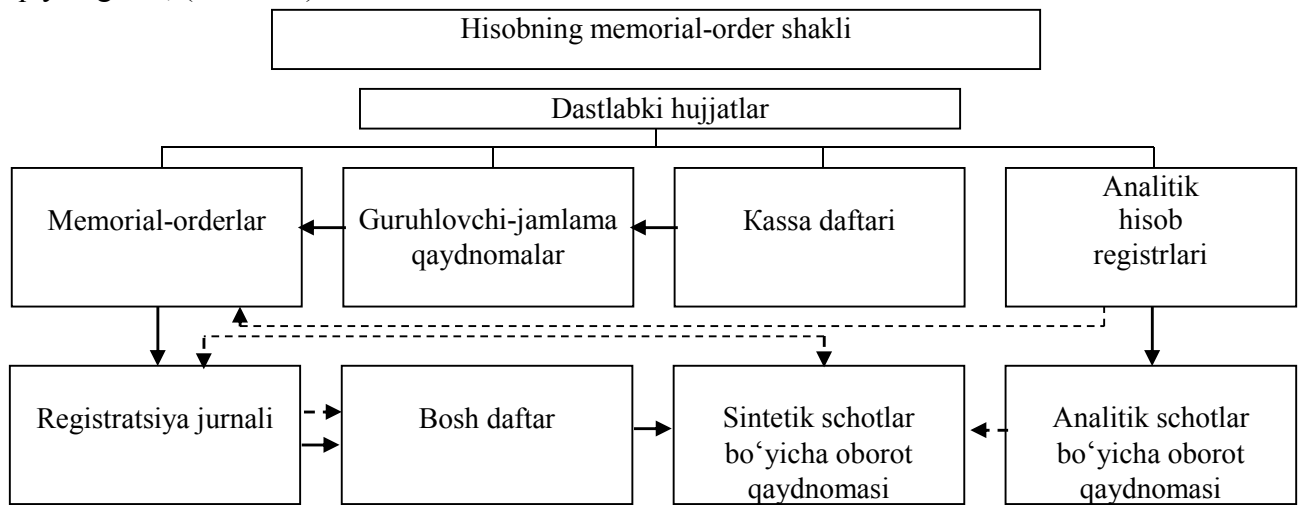 Hisobning memorial-order shakli
Dastlabki hujjatlar
Memorial-orderlar
Guruhlovchi-jamlama
qaydnomalar
Kassa daftari
Analitik
hisob
registrlari
Registratsiya jurnali
Bosh daftar
Sintetik schotlar
bo‘yicha oborot
qaydnomasi
Analitik schotlar
bo‘yicha oborot
qaydnomasi